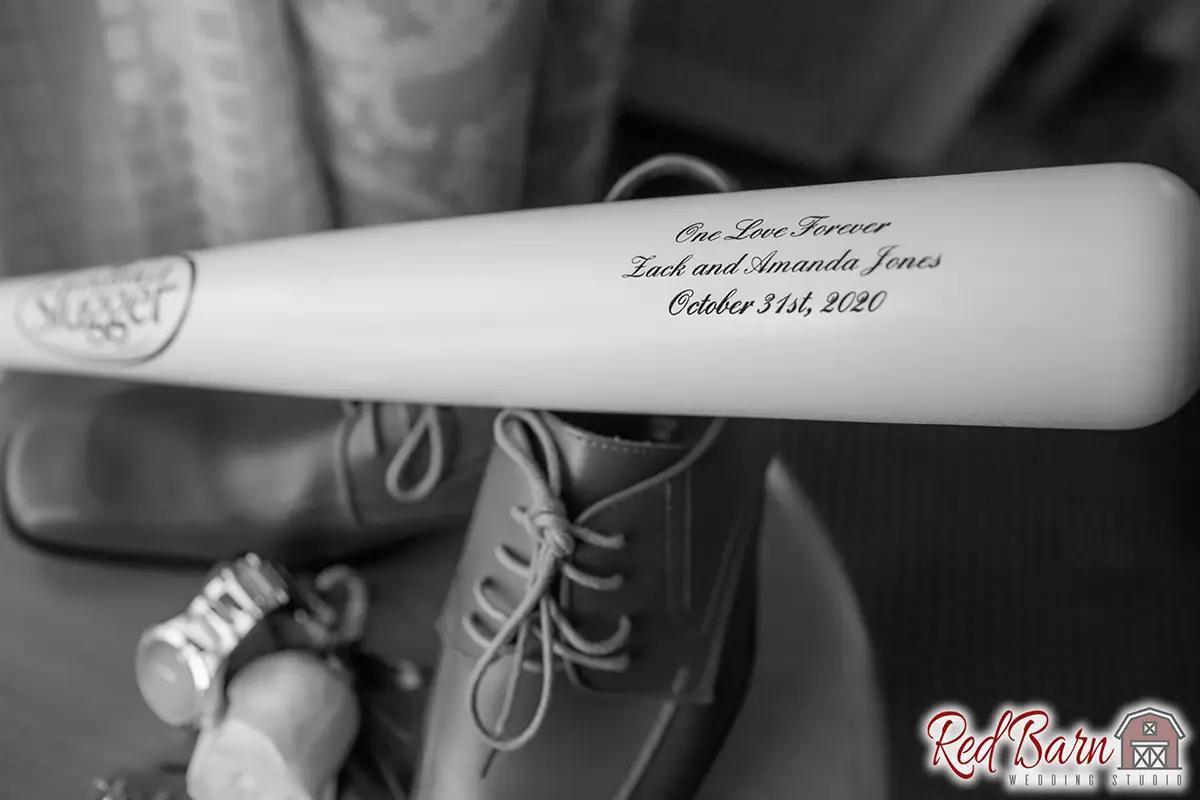 One Love Forever
Zack and Amanda Jones
October 31st, 2020
Slugger
Red Barn
WEDDING STUDIO